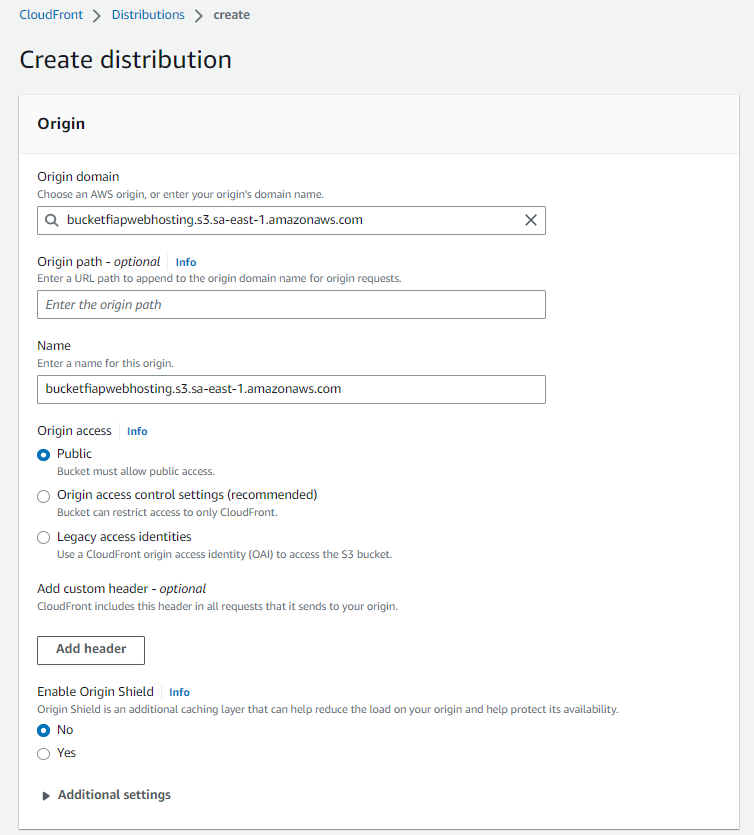 CloudFront > Distributions > create
Create distribution
Origin
Origin domain
Choose an AWS origin, or enter your origin's domain name.
bucketfiapwebhosting.s3.sa-east-1.amazonaws.com
Origin path - optional Info
Enter a URL path to append to the origin domain name for origin requests.
Enter the origin path
Name
Enter a name for this origin.
bucketfiapwebhosting.s3.sa-east-1.amazonaws.com
Origin access Info
Public
Bucket must allow public access.
Origin access control settings (recommended)
Bucket can restrict access to only CloudFront.
Legacy access identities
Use a CloudFront origin access identity (OAI) to access the S3 bucket.
Add custom header - optional
CloudFront includes this header in all requests that it sends to your origin.
Add header
Enable Origin Shield Info
Origin Shield is an additional caching layer that can help reduce the load on your origin and help protect its availability.
No
Yes
Additional settings